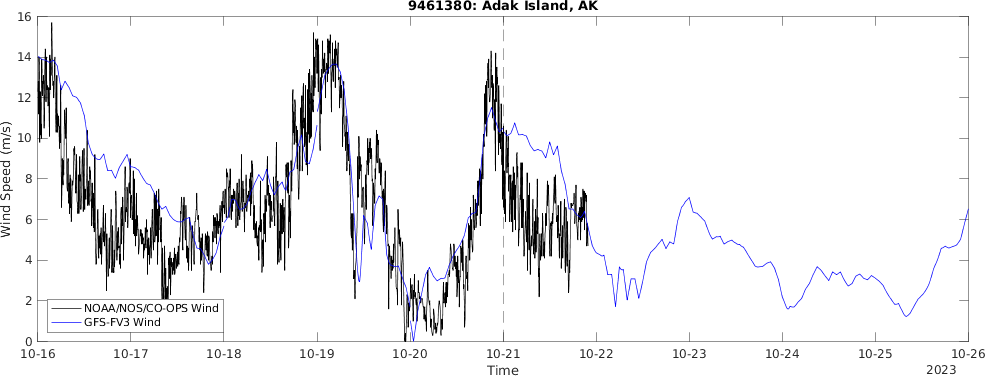 9461380: Adak Island, AK
Wind Speed (m/s)
16
14
12
10
8
6
4
2
0
NOAA/NOS/CO-OPS Wind
GFS-FV3 Wind
10-16 10-17 10-18 10-19 10-20 10-21 10-22 10-23 10-24 10-25 10-26
Time
2023